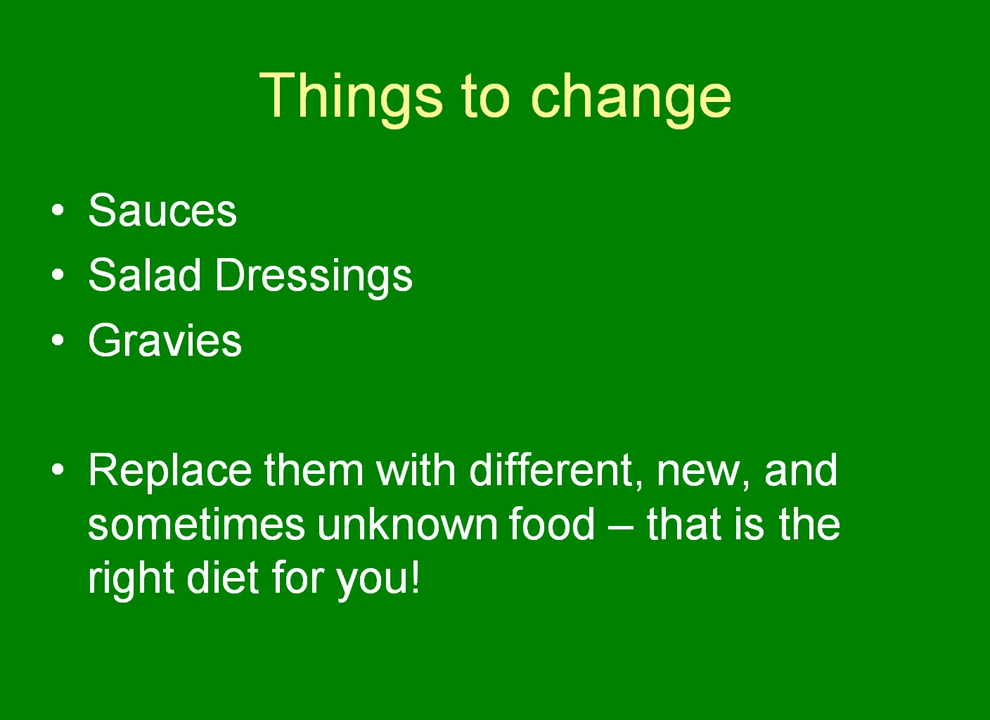 Things to change
• Sauces
• Salad Dressings
• Gravies
• Replace them with different, new, and
sometimes unknown food – that is the
right diet for you!